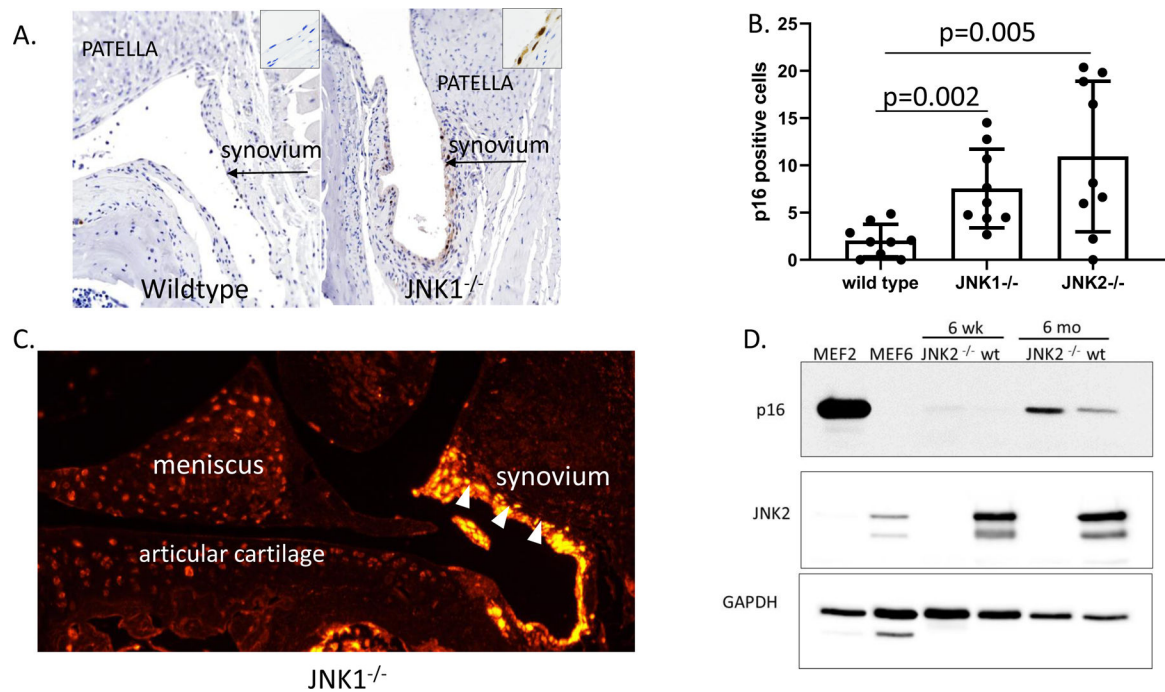 A.
PATELLA
synovium
Wildtype
PATELLA
synovium
JNK1-/-
B.
p16 positive cells
25
20
15
10
5
0
p=0.005
p=0.002
wild type JNK1-/- JNK2-/-
C.
meniscus
synovium
articular cartilage
JNK1-/-
D.
6 wk 6 mo
MEF2 MEF6 JNK2 -/- wt JNK2 -/- wt
p16
JNK2
GAPDH